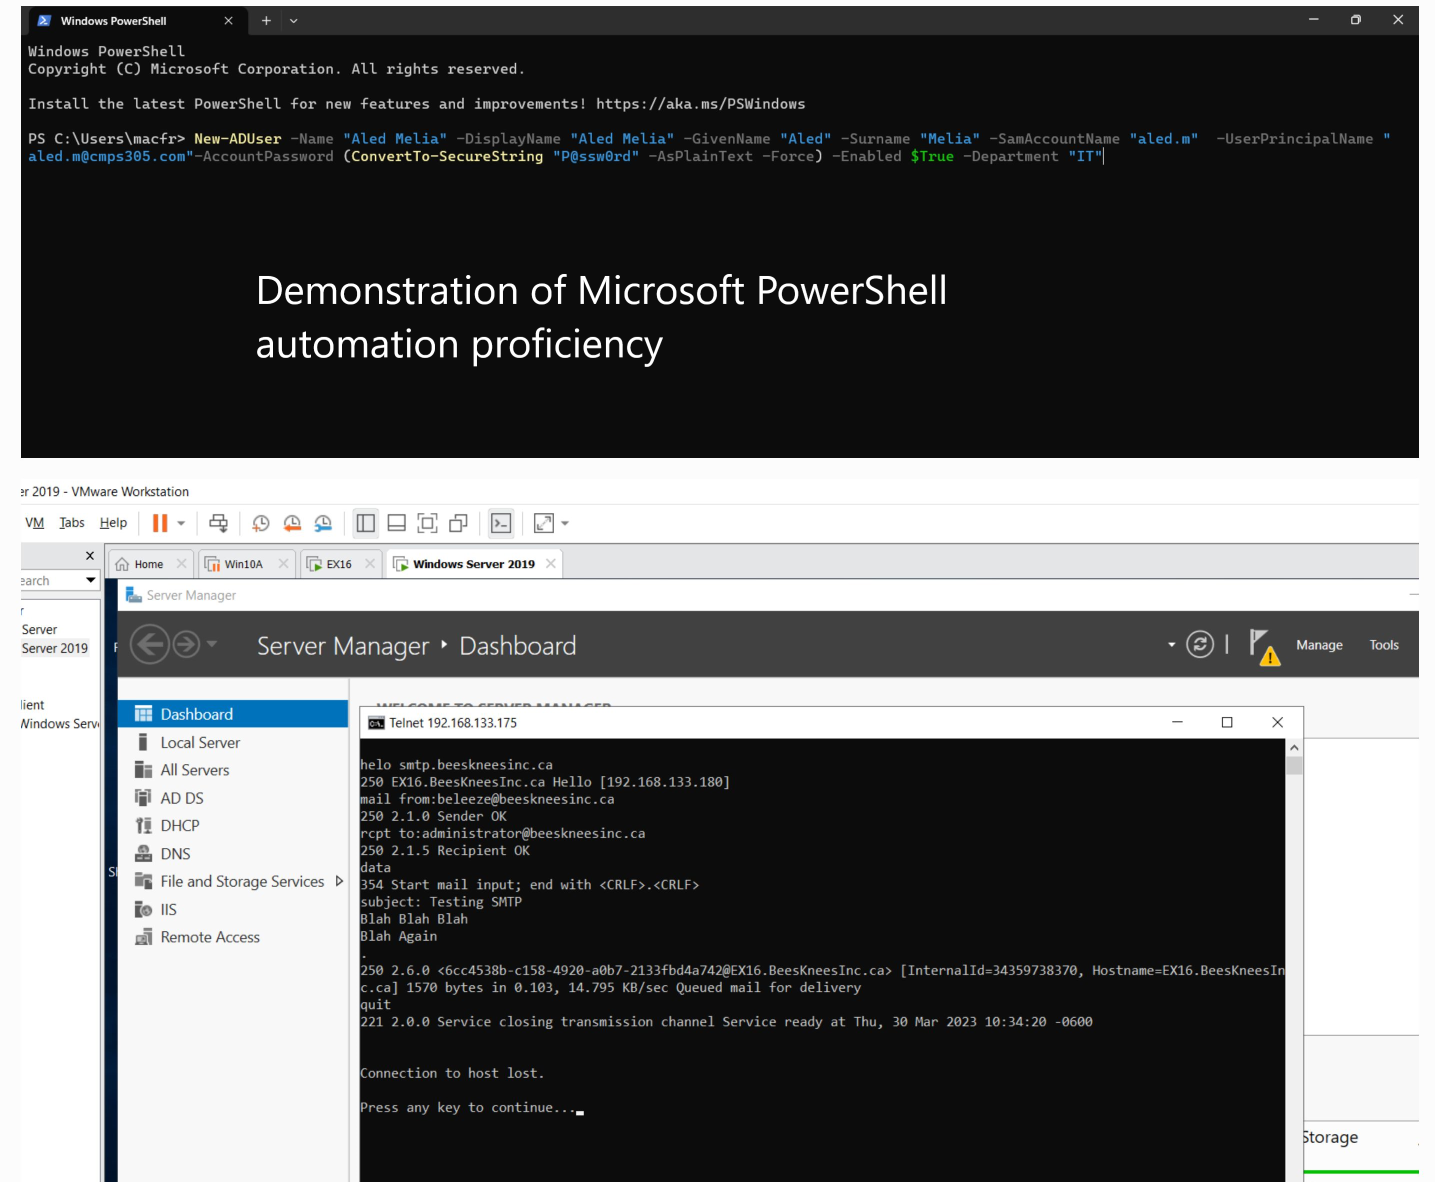 Windows PowerShell
Windows PowerShell
Copyright (C) Microsoft Corporation. All rights reserved.
Install the latest PowerShell for new features and improvements! https://aka.ms/PSWindows
PS C:\Users\macfr> New-ADUser -Name "Aled Melia" -DisplayName "Aled Melia" -GivenName "Aled" -Surname "Melia" -SamAccountName "aled.m"  -UserPrincipalName "
aled.m@cmps305.com"-AccountPassword (ConvertTo-SecureString "P@ssw0rd" -AsPlainText -Force) -Enabled $True -Department "IT"
Demonstration of Microsoft PowerShell
automation proficiency
er 2019 - VMware Workstation
VM Tabs Help
Home Win10A EX16 Windows Server 2019
earch
Server Manager
r
Server
Server 2019
Server Manager ‣ Dashboard
Manage Tools
lient
Windows Serv
WELCOME TO SERVER MANAGER
Dashboard
Local Server
All Servers
AD DS
DHCP
DNS
File and Storage Services
IIS
Remote Access
Telnet 192.168.133.175
helo smtp.beeskneesinc.ca
250 EX16.BeesKneesInc.ca Hello [192.168.133.180]
mail from:beleeze@beeskneesinc.ca
250 2.1.0 Sender OK
rcpt to:administrator@beeskneesinc.ca
250 2.1.5 Recipient OK
data
354 Start mail input; end with <CRLF>.<CRLF>
subject: Testing SMTP
Blah Blah Blah
Blah Again
.
250 2.6.0 <6cc4538b-c158-4920-a0b7-2133fbd4a742@EX16.BeesKneesInc.ca> [InternalId=34359738370, Hostname=EX16.BeesKneesIn
c.ca] 1570 bytes in 0.103, 14.795 KB/sec Queued mail for delivery
quit
221 2.0.0 Service closing transmission channel Service ready at Thu, 30 Mar 2023 10:34:20 -0600
Connection to host lost.
Press any key to continue...
Storage